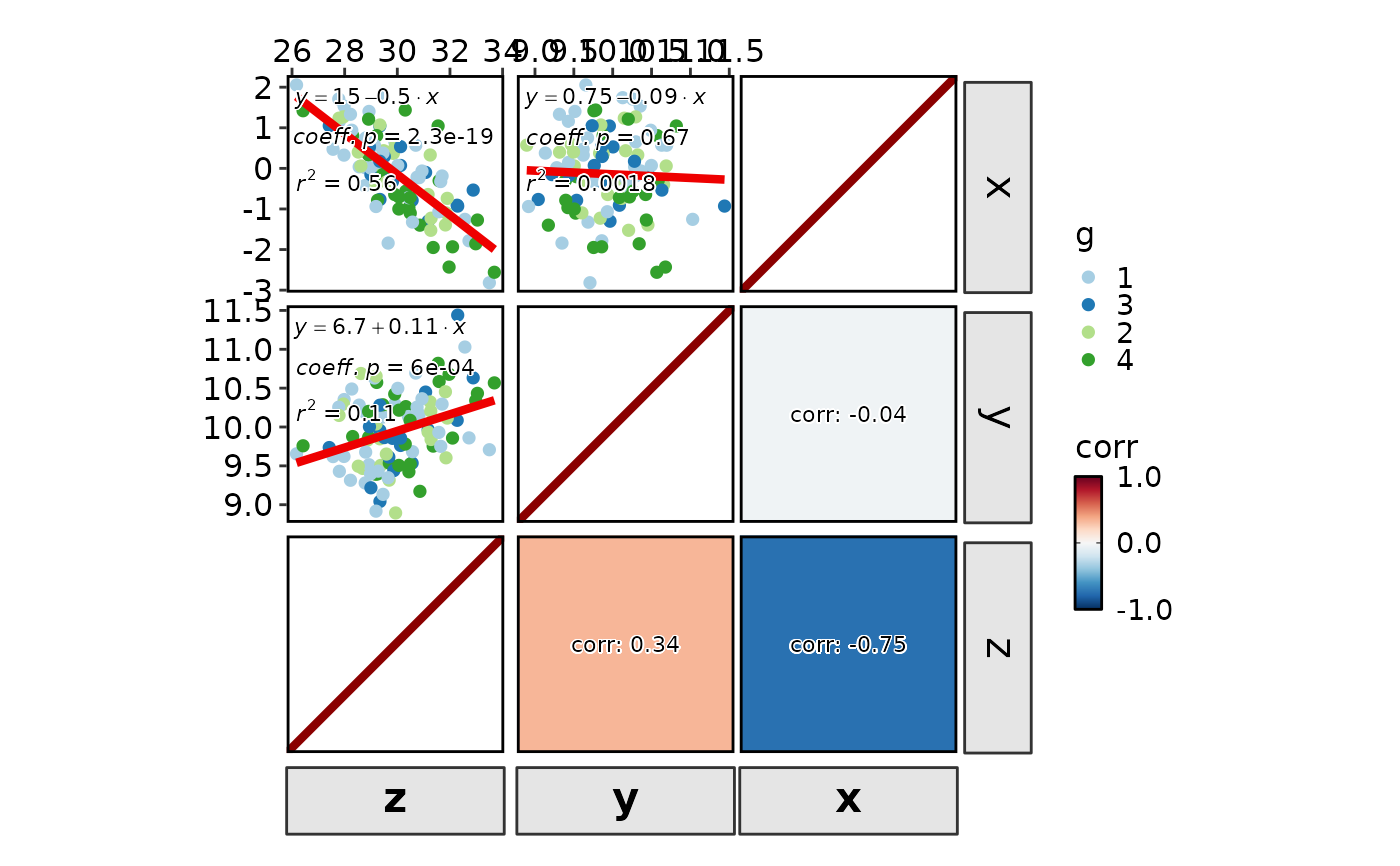 26 28 30 32 34 9.0 9.5 10.0 10.5 11.0 11.5
2
1
0
-1
-2
-3
y = 15 − 0.5 · x
coeff. p = 2.3e-19
r² = 0.56
y = 0.75 − 0.09 · x
coeff. p = 0.67
r² = 0.0018
x
11.5
11.0
10.5
10.0
9.5
9.0
y = 6.7 + 0.11 · x
coeff. p = 6e-04
r² = 0.11
corr: -0.04
y
corr: 0.34
corr: -0.75
z
z y x
g
1
3
2
4
corr
1.0
0.0
-1.0